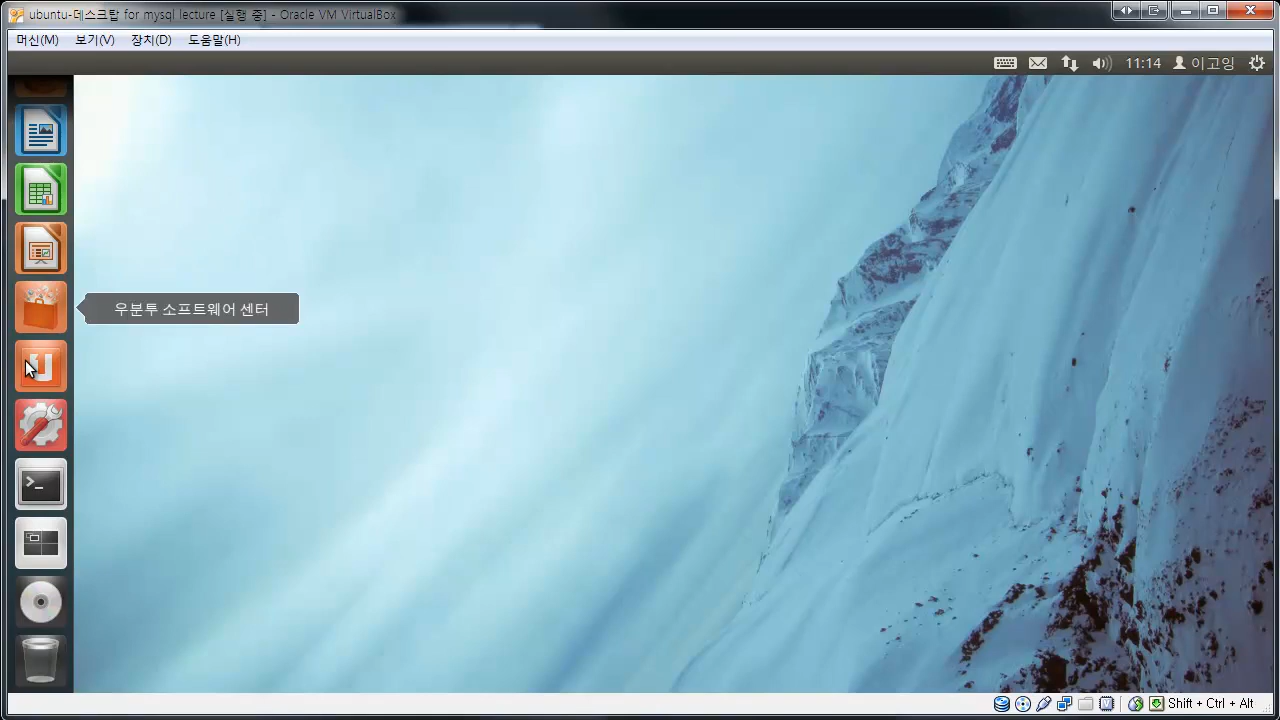 ubuntu-데스크탑 for mysql lecture [실행 중] - Oracle VM VirtualBox
머신(M) 보기(V) 장치(D) 도움말(H)
11:14 이고잉
우분투 소프트웨어 센터
U
>_
Shift + Ctrl + Alt